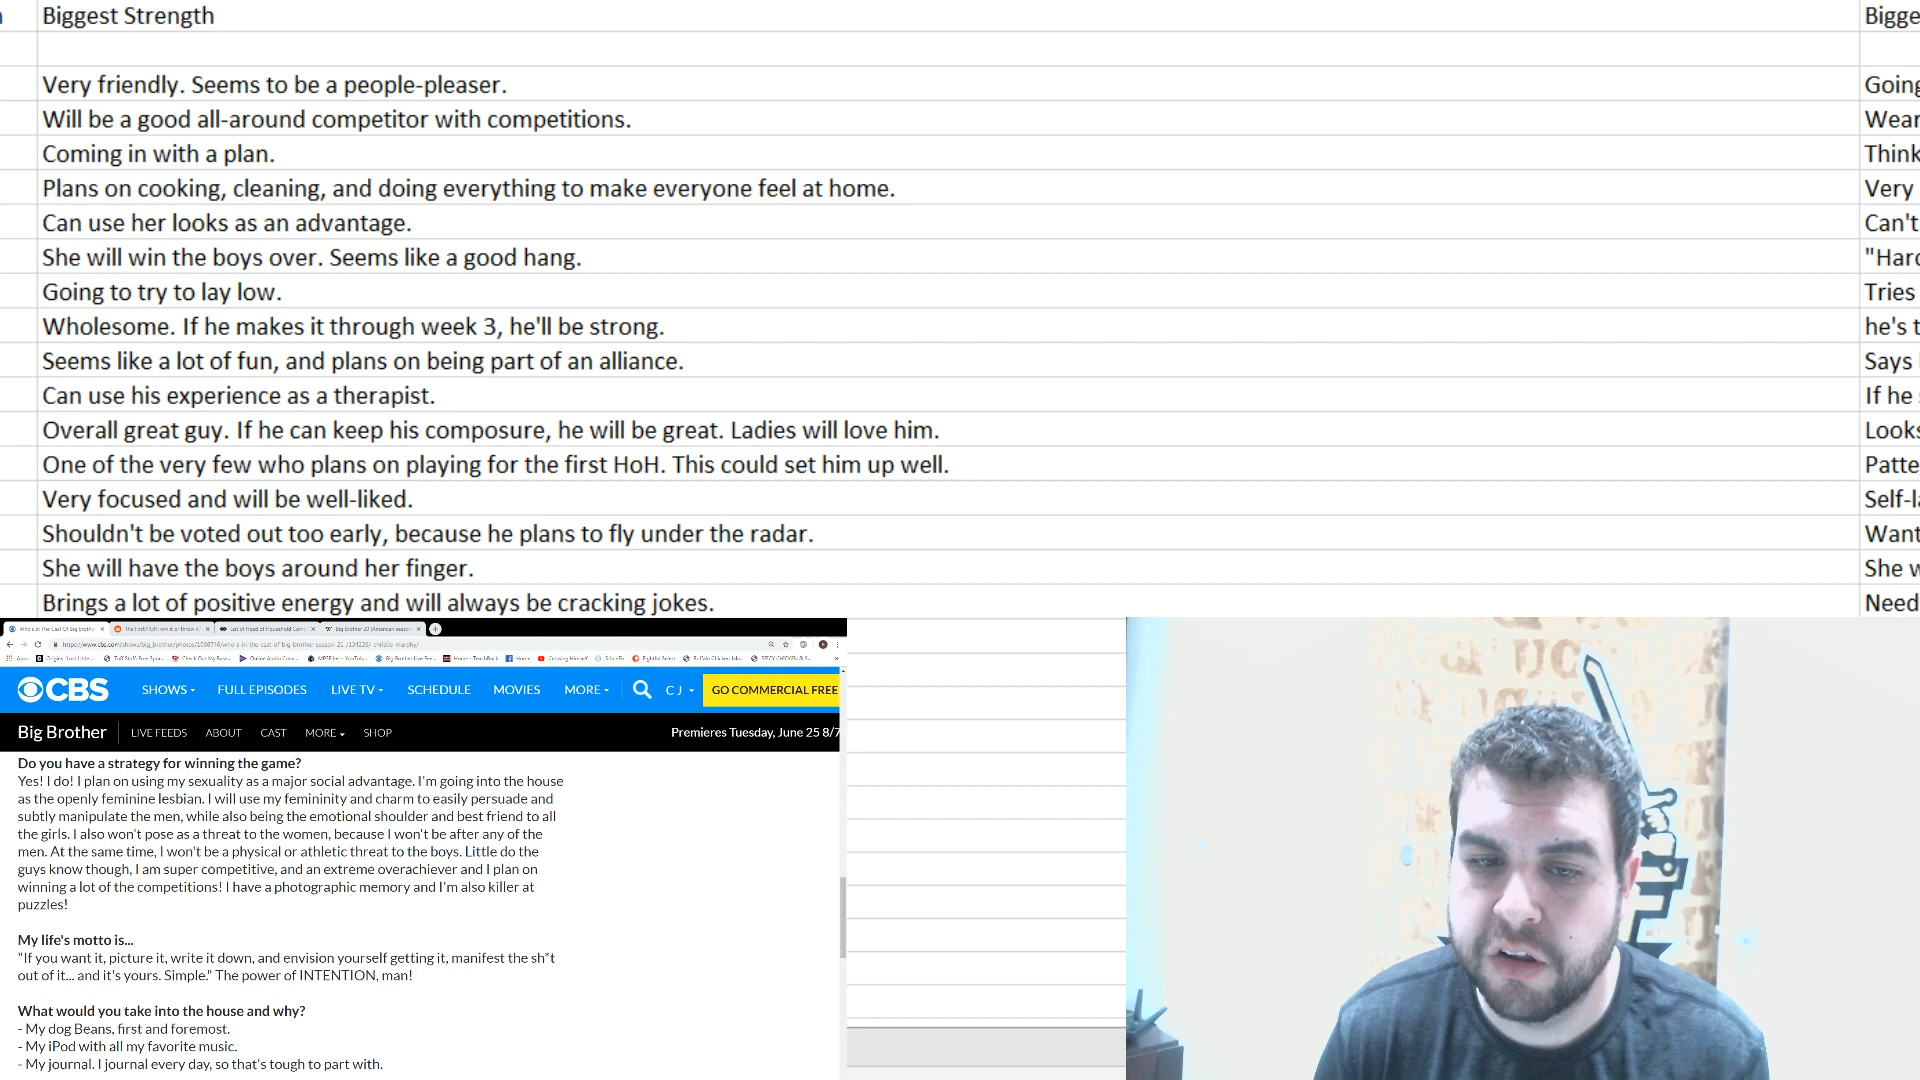 Biggest Strength
Bigge
Very friendly. Seems to be a people-pleaser.
Going
Will be a good all-around competitor with competitions.
Wear
Coming in with a plan.
Think
Plans on cooking, cleaning, and doing everything to make everyone feel at home.
Very
Can use her looks as an advantage.
Can't
She will win the boys over. Seems like a good hang.
"Hard
Going to try to lay low.
Tries
Wholesome. If he makes it through week 3, he'll be strong.
he's t
Seems like a lot of fun, and plans on being part of an alliance.
Says
Can use his experience as a therapist.
If he
Overall great guy. If he can keep his composure, he will be great. Ladies will love him.
Looks
One of the very few who plans on playing for the first HoH. This could set him up well.
Patte
Very focused and will be well-liked.
Self-la
Shouldn't be voted out too early, because he plans to fly under the radar.
Want
She will have the boys around her finger.
She w
Brings a lot of positive energy and will always be cracking jokes.
Need
CBS
SHOWS FULL EPISODES LIVE TV SCHEDULE MOVIES MORE CJ GO COMMERCIAL FREE
Big Brother LIVE FEEDS ABOUT CAST MORE SHOP Premieres Tuesday, June 25 8/7
Do you have a strategy for winning the game?
Yes! I do! I plan on using my sexuality as a major social advantage. I'm going into the house
as the openly feminine lesbian. I will use my femininity and charm to easily persuade and
subtly manipulate the men, while also being the emotional shoulder and best friend to all
the girls. I also won't pose as a threat to the women, because I won't be after any of the
men. At the same time, I won't be a physical or athletic threat to the boys. Little do the
guys know though, I am super competitive, and an extreme overachiever and I plan on
winning a lot of the competitions! I have a photographic memory and I'm also killer at
puzzles!
My life's motto is...
"If you want it, picture it, write it down, and envision yourself getting it, manifest the sh*t
out of it... and it's yours. Simple." The power of INTENTION, man!
What would you take into the house and why?
- My dog Beans, first and foremost.
- My iPod with all my favorite music.
- My journal. I journal every day, so that's tough to part with.